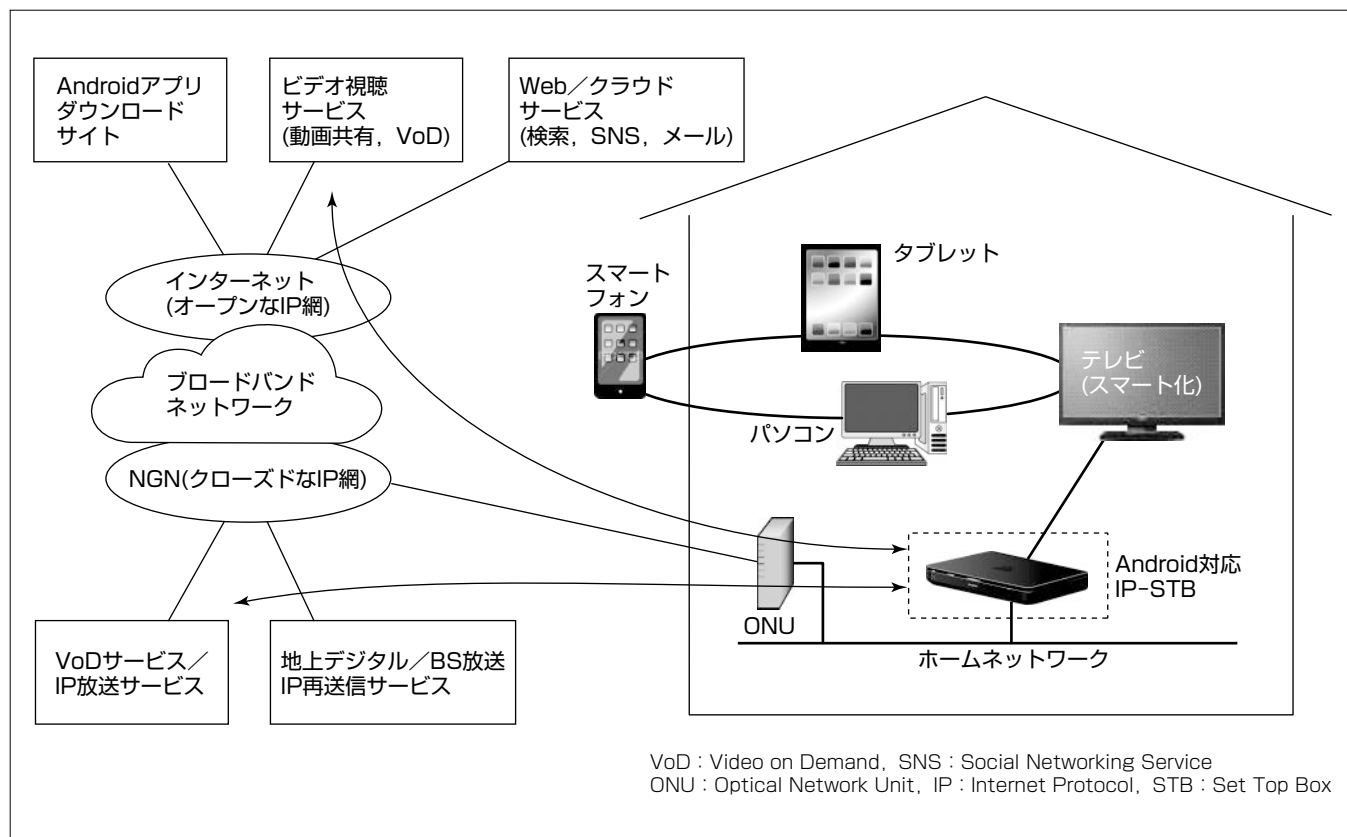 Androidアプリ
ダウンロード
サイト
ビデオ視聴
サービス
(動画共有，VoD)
Web／クラウド
サービス
(検索，SNS，メール)
インターネット
(オープンなIP網)
ブロードバンド
ネットワーク
NGN(クローズドなIP網)
VoDサービス／
IP放送サービス
地上デジタル／BS放送
IP再送信サービス
スマート
フォン
タブレット
テレビ
(スマート化)
パソコン
ONU
Android対応
IP-STB
ホームネットワーク
VoD：Video on Demand，SNS：Social Networking Service
ONU：Optical Network Unit，IP：Internet Protocol，STB：Set Top Box